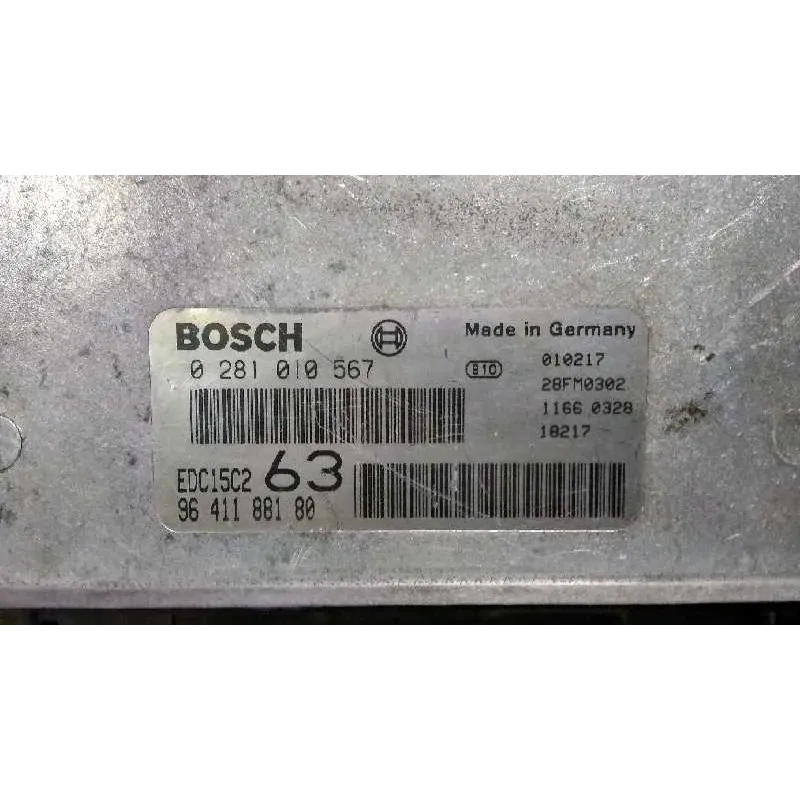 BOSCH
Made in Germany
0 281 010 567
B10
010217
28FM0302
1166 0328
18217
EDC15C2 63
96 411 881 80